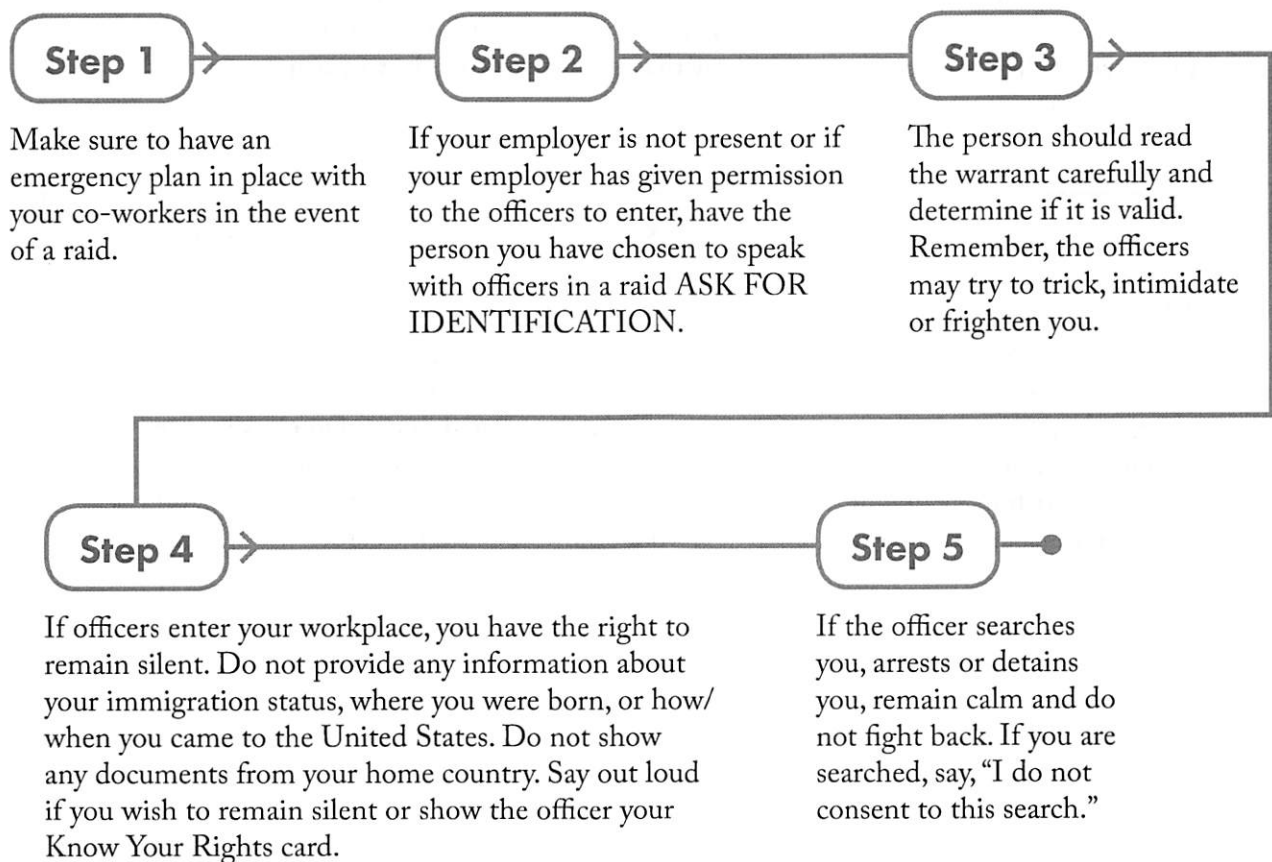 Step 1
Step 2
Step 3
Make sure to have an
emergency plan in place with
your co-workers in the event
of a raid.
If your employer is not present or if
your employer has given permission
to the officers to enter, have the
person you have chosen to speak
with officers in a raid ASK FOR
IDENTIFICATION.
The person should read
the warrant carefully and
determine if it is valid.
Remember, the officers
may try to trick, intimidate
or frighten you.
Step 4
Step 5
If officers enter your workplace, you have the right to
remain silent. Do not provide any information about
your immigration status, where you were born, or how/
when you came to the United States. Do not show
any documents from your home country. Say out loud
if you wish to remain silent or show the officer your
Know Your Rights card.
If the officer searches
you, arrests or detains
you, remain calm and do
not fight back. If you are
searched, say, “I do not
consent to this search.”